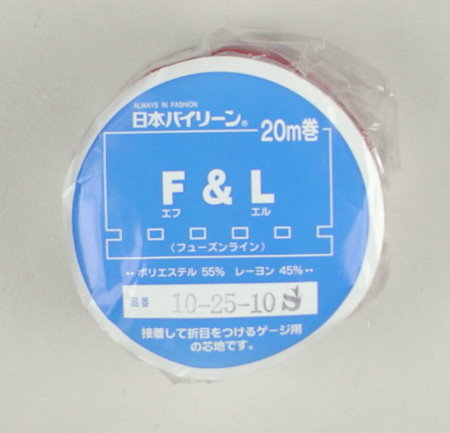 ALWAYS IN FASHION
日本バイリーン®
20m巻
F & L
エフ エル
〈フューズンライン〉
•• ポリエステル 55% レーヨン 45% ••
品番 10-25-10 S
接着して折目をつけるゲージ用
の芯地です。